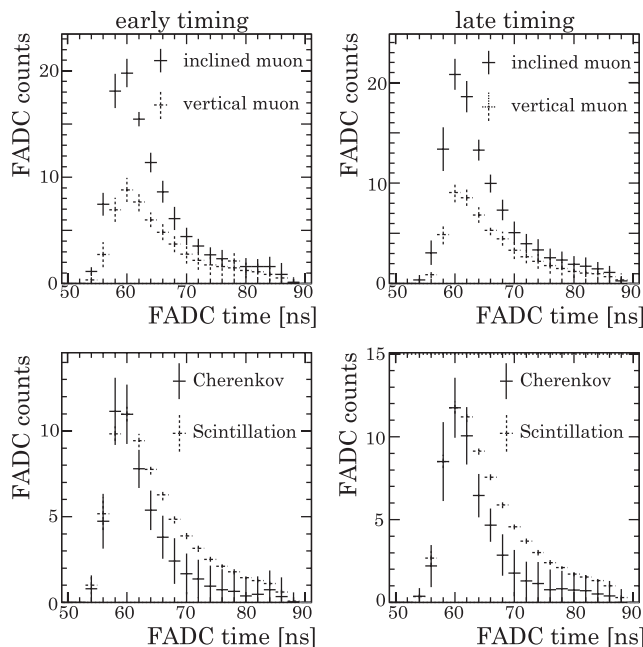 early timing
late timing
FADC counts
20
10
0
inclined muon
vertical muon
50 60 70 80 90
FADC time [ns]
FADC counts
20
10
0
inclined muon
vertical muon
50 60 70 80 90
FADC time [ns]
FADC counts
10
5
0
Cherenkov
Scintillation
50 60 70 80 90
FADC time [ns]
FADC counts
15
10
5
0
Cherenkov
Scintillation
50 60 70 80 90
FADC time [ns]